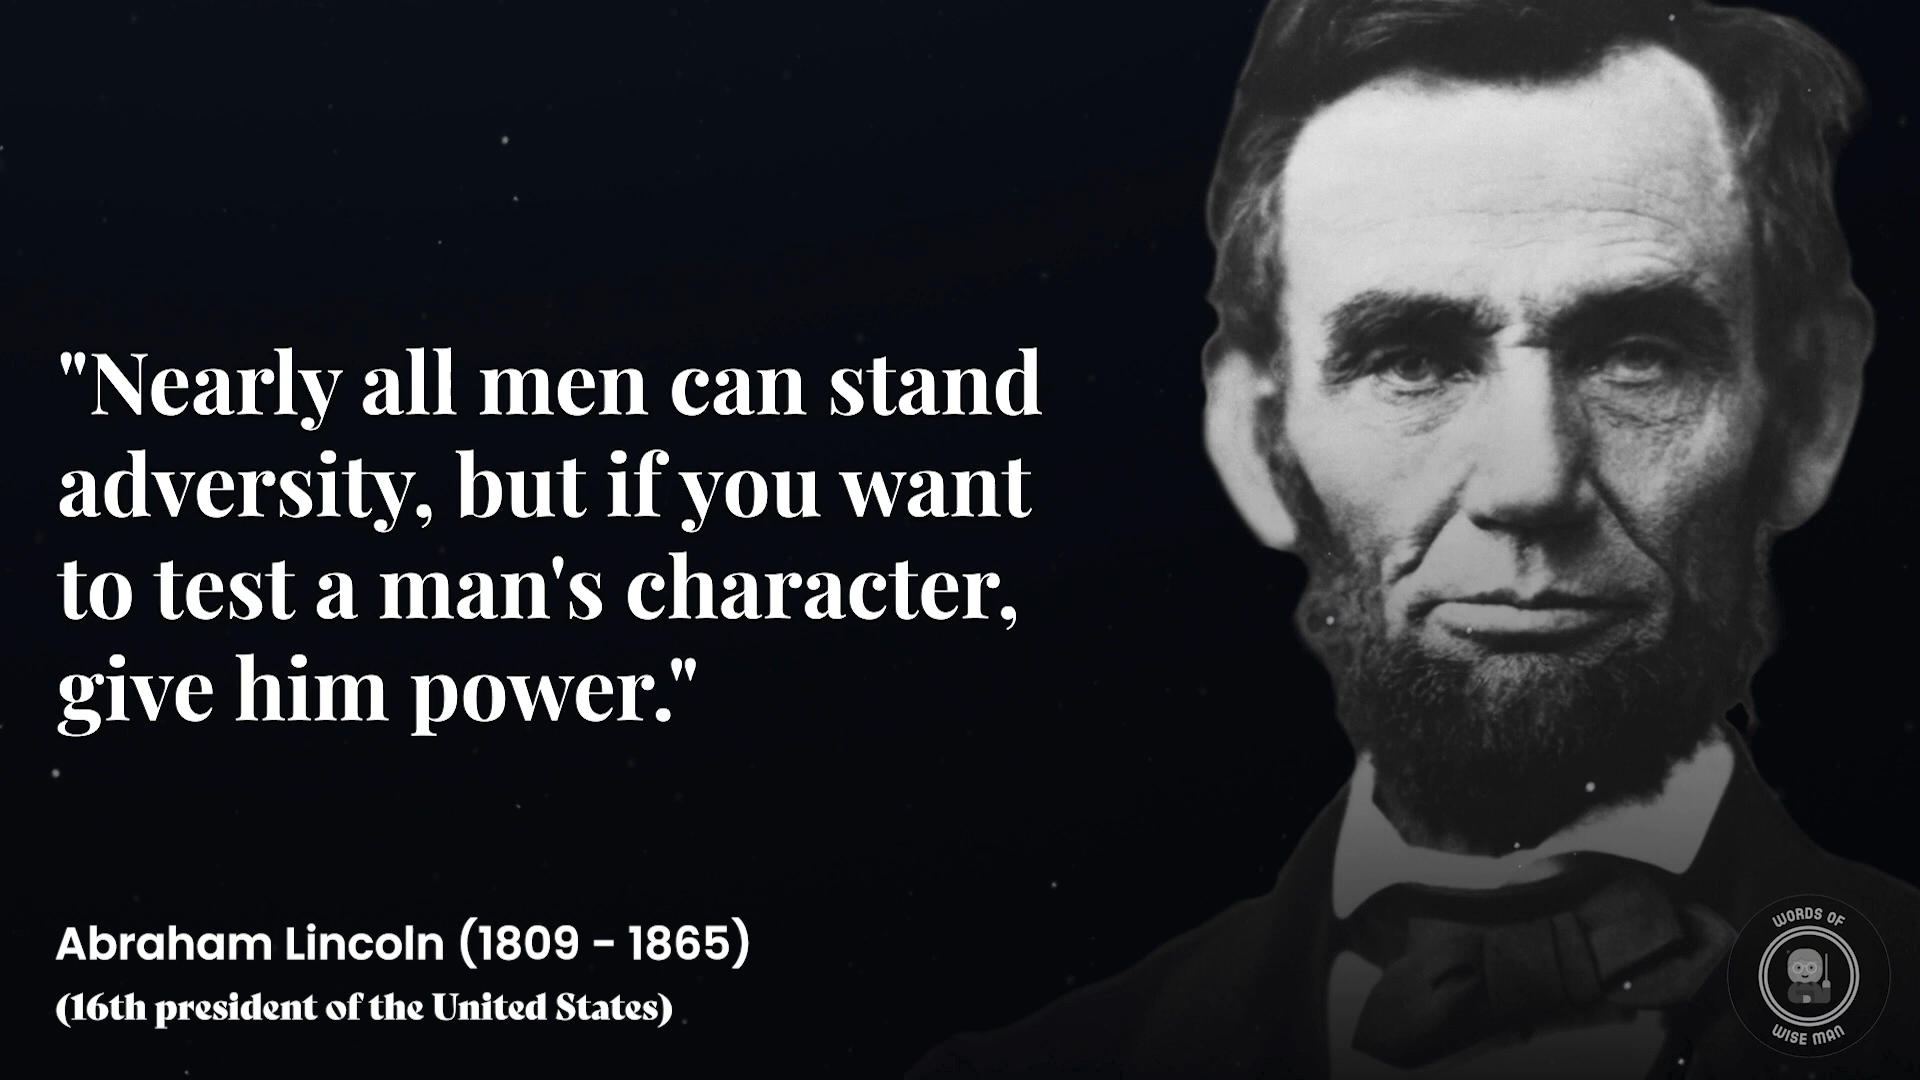 "Nearly all men can stand
adversity, but if you want
to test a man's character,
give him power."
Abraham Lincoln (1809 - 1865)
(16th president of the United States)
WORDS OF
WISE MAN